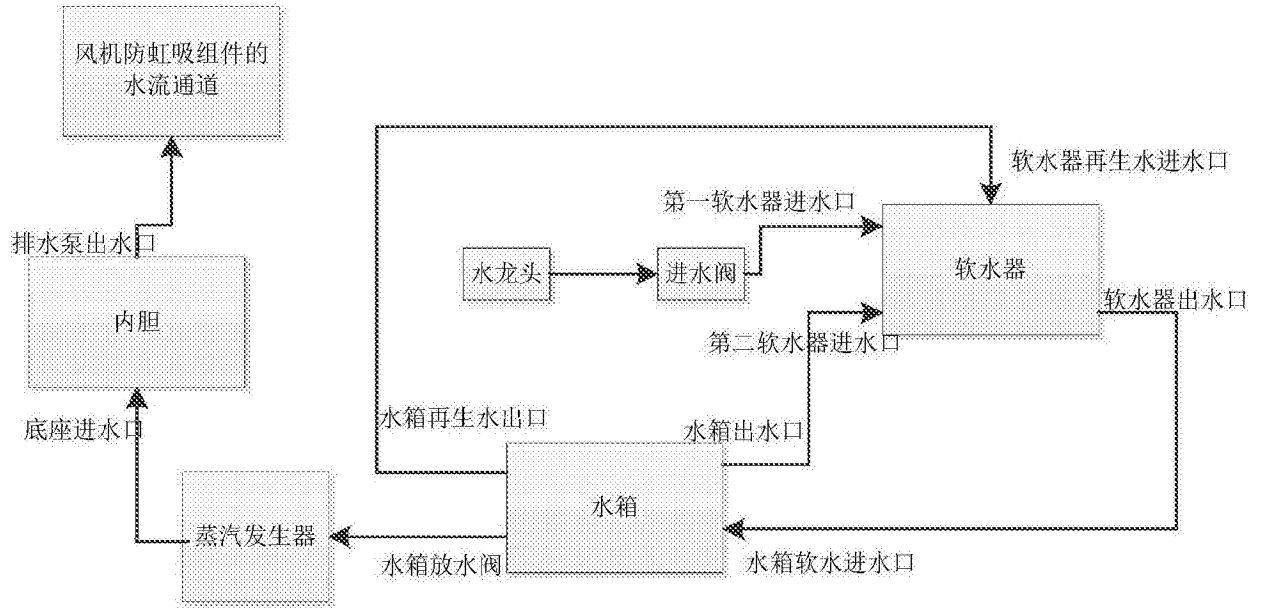 风机防虹吸组件的
水流通道
软水器再生水进水口
第一软水器进水口
排水泵出水口
水龙头
进水阀
软水器
内胆
软水器出水口
第二软水器进水口
底座进水口
水箱再生水出口
水箱出水口
水箱
蒸汽发生器
水箱放水阀
水箱软水进水口